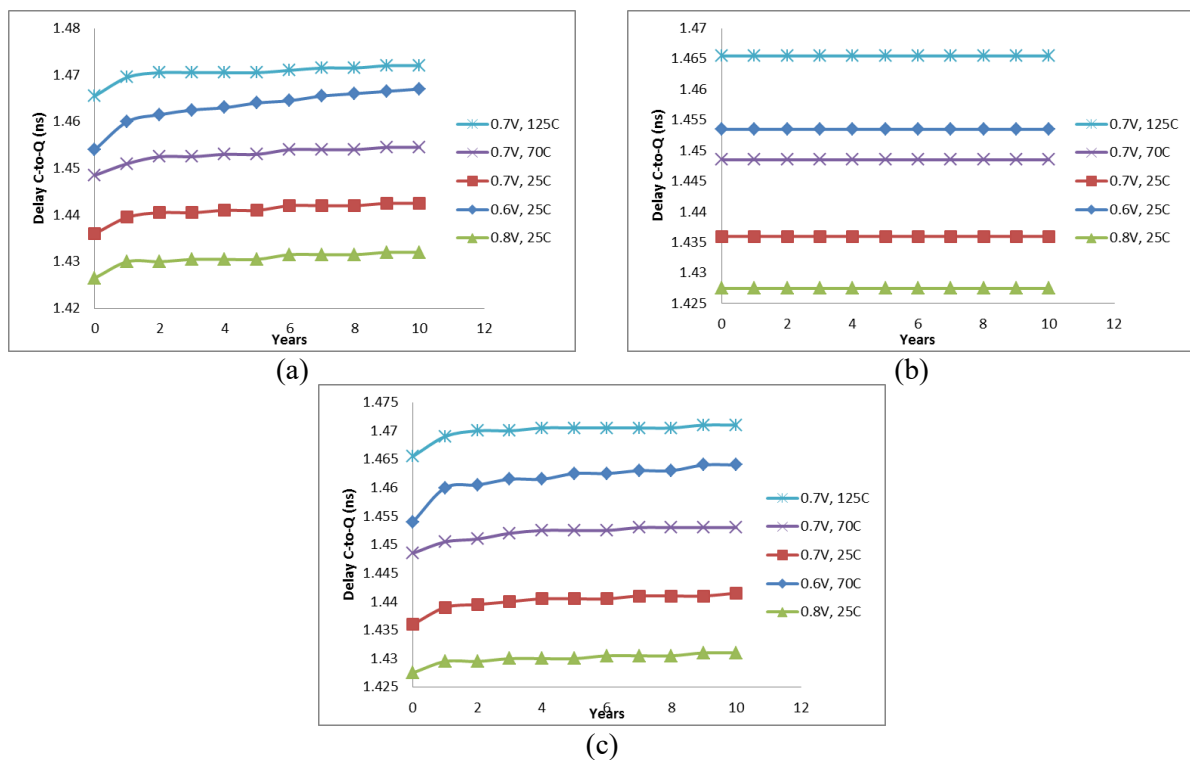 1.48
1.47
1.46
1.45
1.44
1.43
1.42
Delay C-to-Q (ns)
0 2 4 6 8 10 12
Years
0.7V, 125C
0.6V, 25C
0.7V, 70C
0.7V, 25C
0.8V, 25C
(a)
1.47
1.465
1.46
1.455
1.45
1.445
1.44
1.435
1.43
1.425
Delay C-to-Q (ns)
0 2 4 6 8 10 12
Years
0.7V, 125C
0.7V, 70C
0.7V, 25C
0.6V, 25C
0.8V, 25C
(b)
1.475
1.47
1.465
1.46
1.455
1.45
1.445
1.44
1.435
1.43
1.425
Delay C-to-Q (ns)
0 2 4 6 8 10 12
Years
0.7V, 125C
0.7V, 70C
0.7V, 25C
0.6V, 70C
0.8V, 25C
(c)